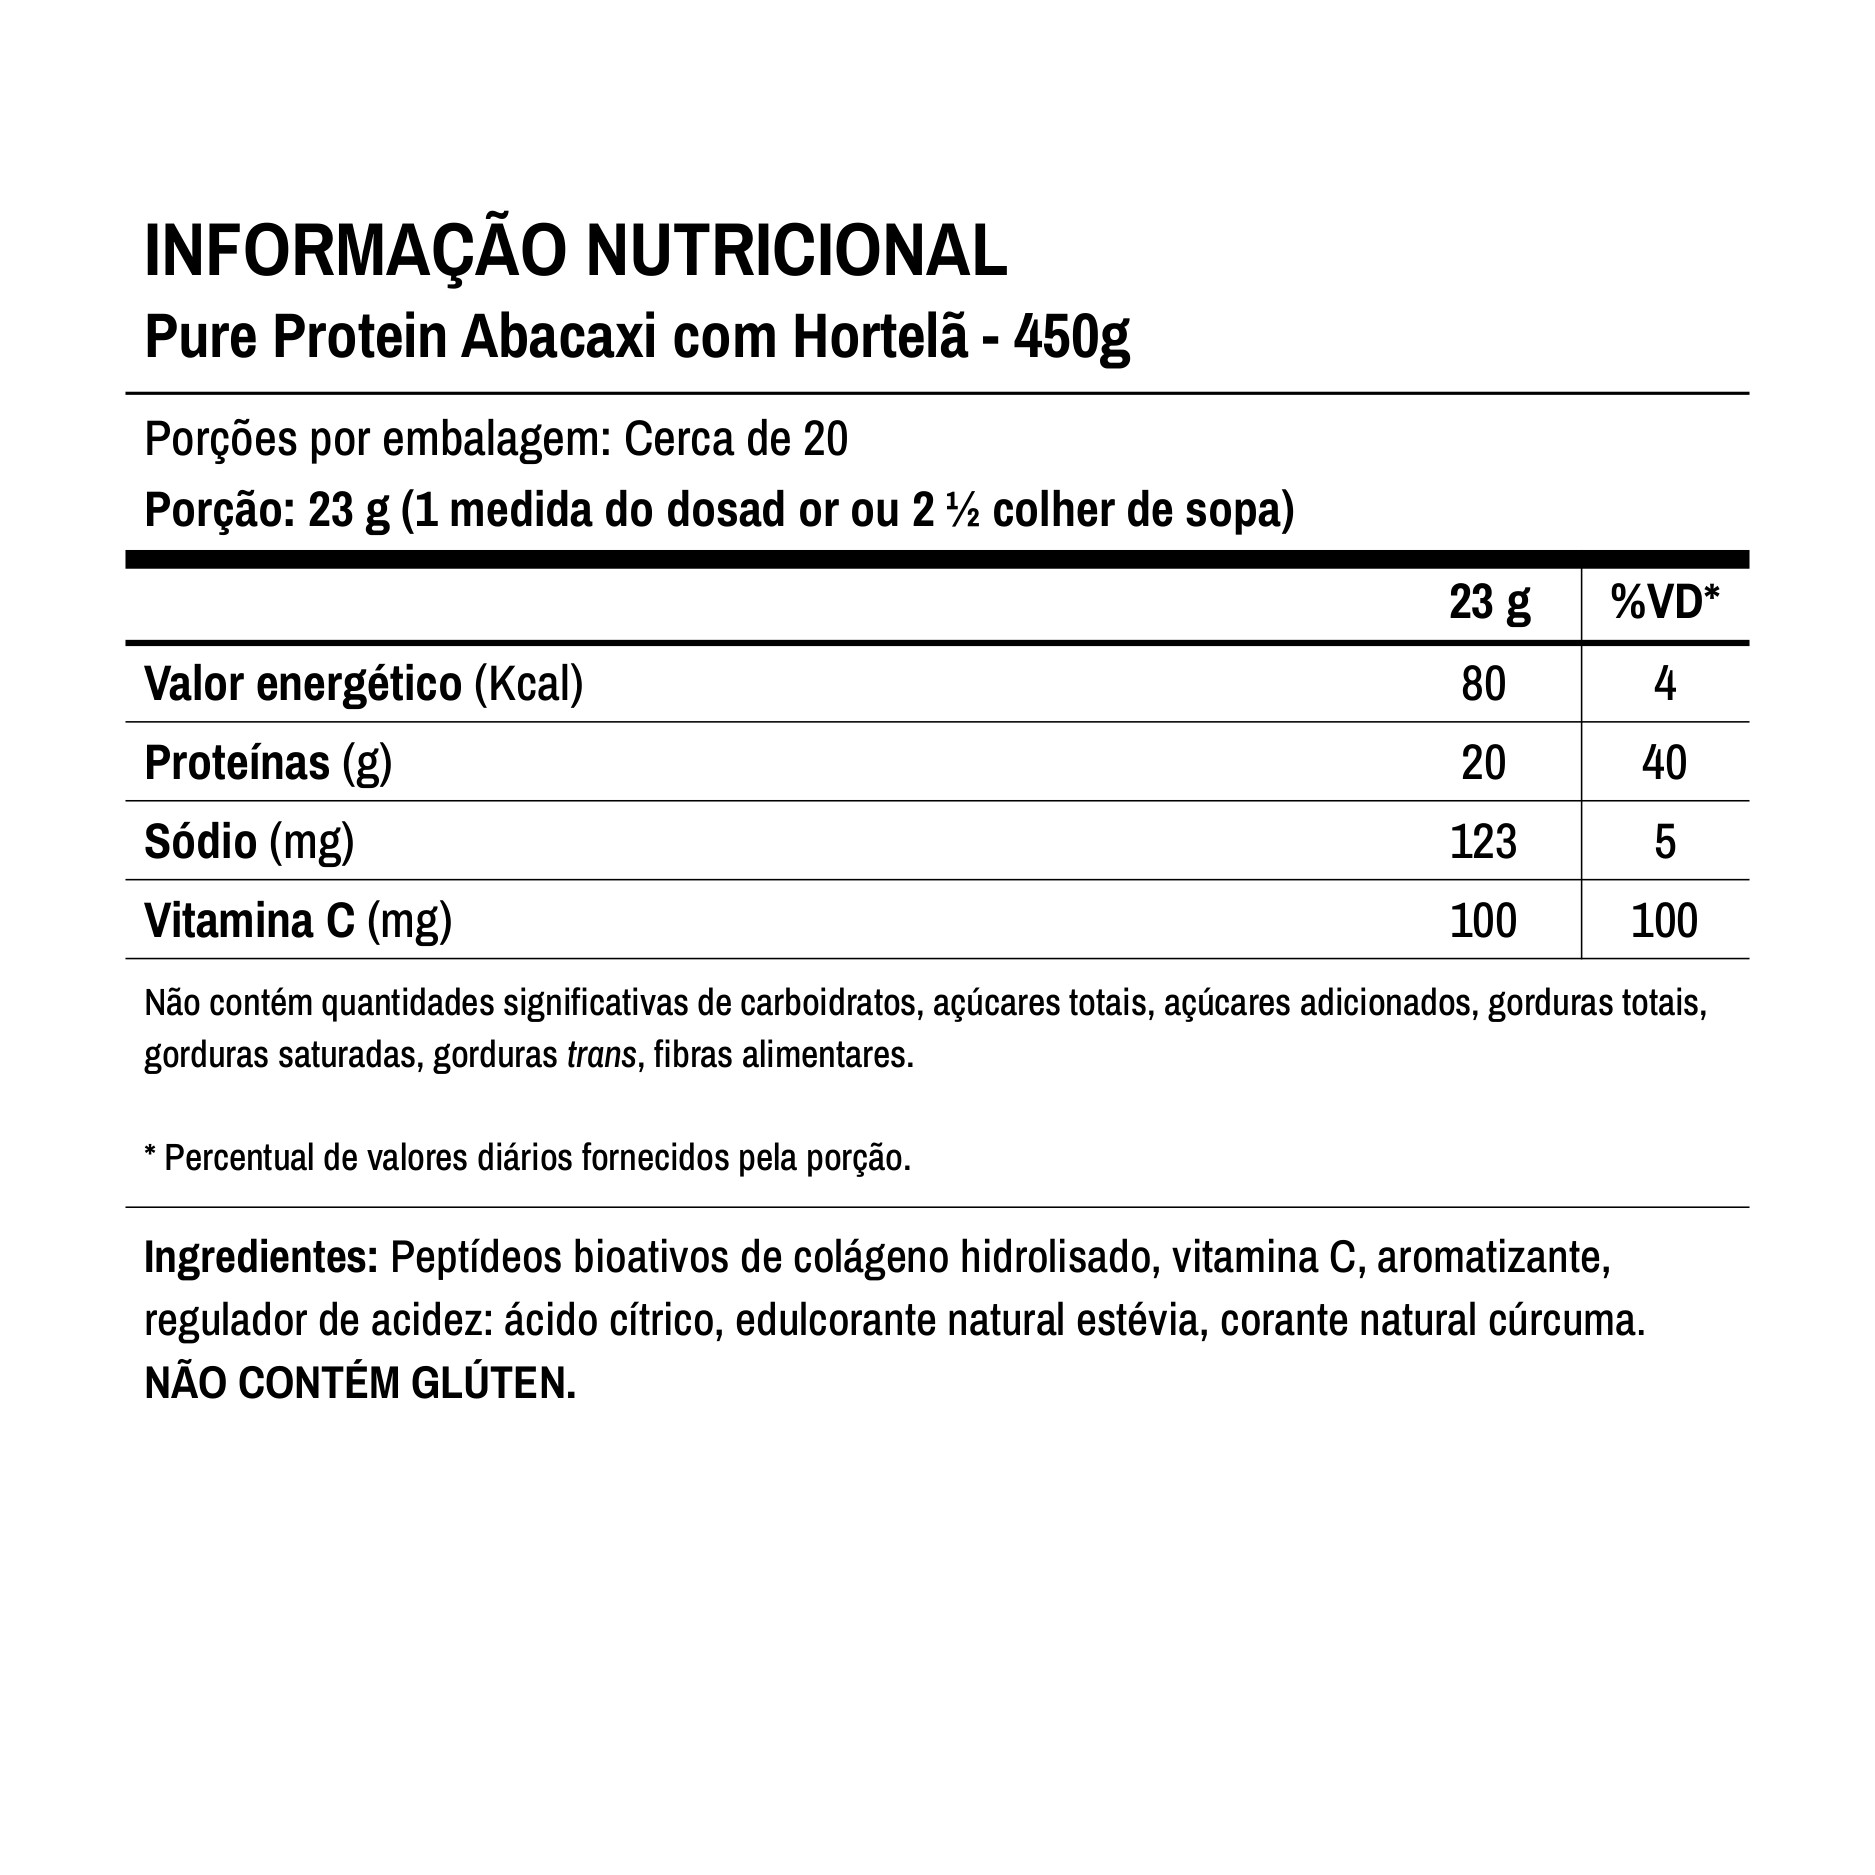 INFORMAÇÃO NUTRICIONAL
Pure Protein Abacaxi com Hortelã - 450g
Porções por embalagem: Cerca de 20
Porção: 23 g (1 medida do dosad or ou 2 ½ colher de sopa)
23 g %VD*
Valor energético (Kcal) 80 4
Proteínas (g) 20 40
Sódio (mg) 123 5
Vitamina C (mg) 100 100
Não contém quantidades significativas de carboidratos, açúcares totais, açúcares adicionados, gorduras totais,
gorduras saturadas, gorduras trans, fibras alimentares.
* Percentual de valores diários fornecidos pela porção.
Ingredientes: Peptídeos bioativos de colágeno hidrolisado, vitamina C, aromatizante,
regulador de acidez: ácido cítrico, edulcorante natural estévia, corante natural cúrcuma.
NÃO CONTÉM GLÚTEN.